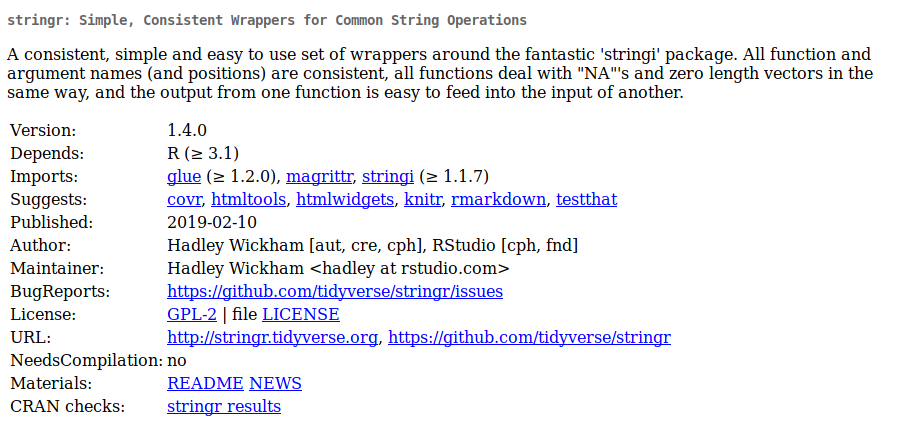 stringr: Simple, Consistent Wrappers for Common String Operations
A consistent, simple and easy to use set of wrappers around the fantastic 'stringi' package. All function and
argument names (and positions) are consistent, all functions deal with "NA"'s and zero length vectors in the
same way, and the output from one function is easy to feed into the input of another.
Version: 1.4.0
Depends: R (≥ 3.1)
Imports: glue (≥ 1.2.0), magrittr, stringi (≥ 1.1.7)
Suggests: covr, htmltools, htmlwidgets, knitr, rmarkdown, testthat
Published: 2019-02-10
Author: Hadley Wickham [aut, cre, cph], RStudio [cph, fnd]
Maintainer: Hadley Wickham <hadley at rstudio.com>
BugReports: https://github.com/tidyverse/stringr/issues
License: GPL-2 | file LICENSE
URL: http://stringr.tidyverse.org, https://github.com/tidyverse/stringr
NeedsCompilation: no
Materials: README NEWS
CRAN checks: stringr results